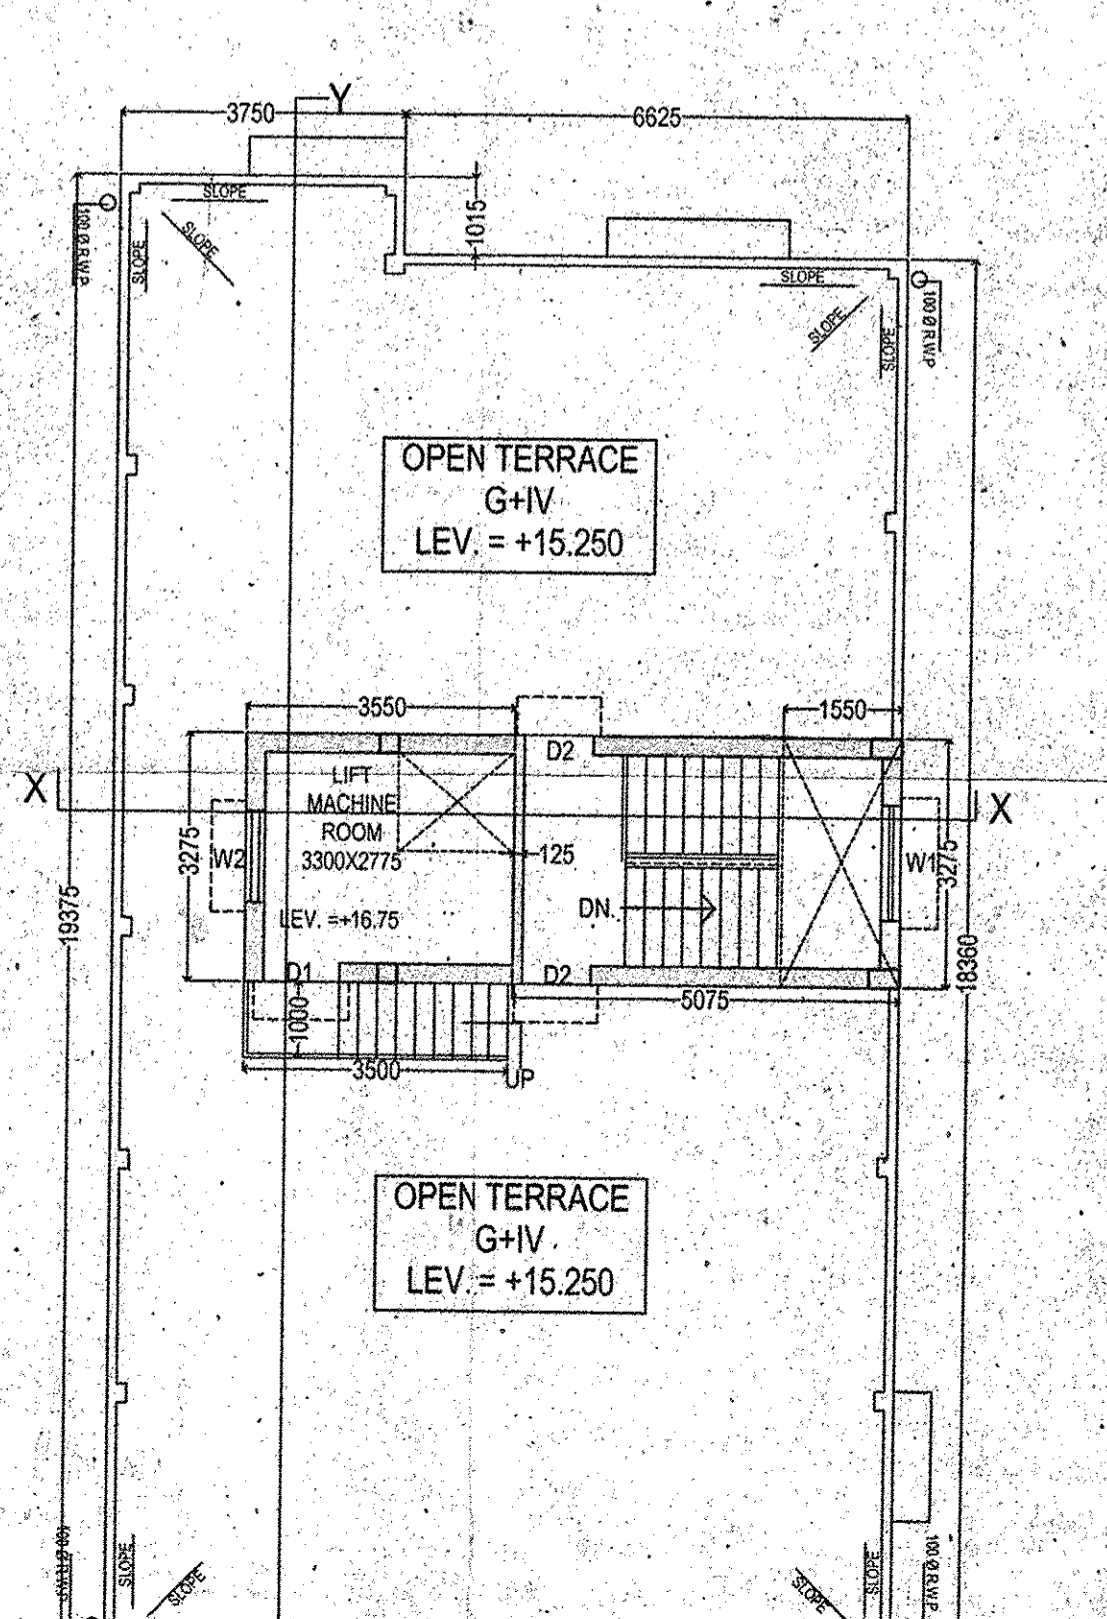 Y
3750
6625
SLOPE
1015
100 Ø R.W.P
SLOPE
SLOPE
SLOPE
SLOPE
SLOPE
100 Ø R.W.P
OPEN TERRACE
G+IV
LEV. = +15.250
3550
1550
D2
X
LIFT
MACHINE
ROOM
3300X2775
X
3275
W2
125
W1
3275
19375
DN.
LEV. =+16.75
18360
D1
D2
1000
5075
3500
UP
OPEN TERRACE
G+IV
LEV. = +15.250
100 Ø R.W.P
SLOPE
SLOPE
SLOPE
SLOPE
100 Ø R.W.P